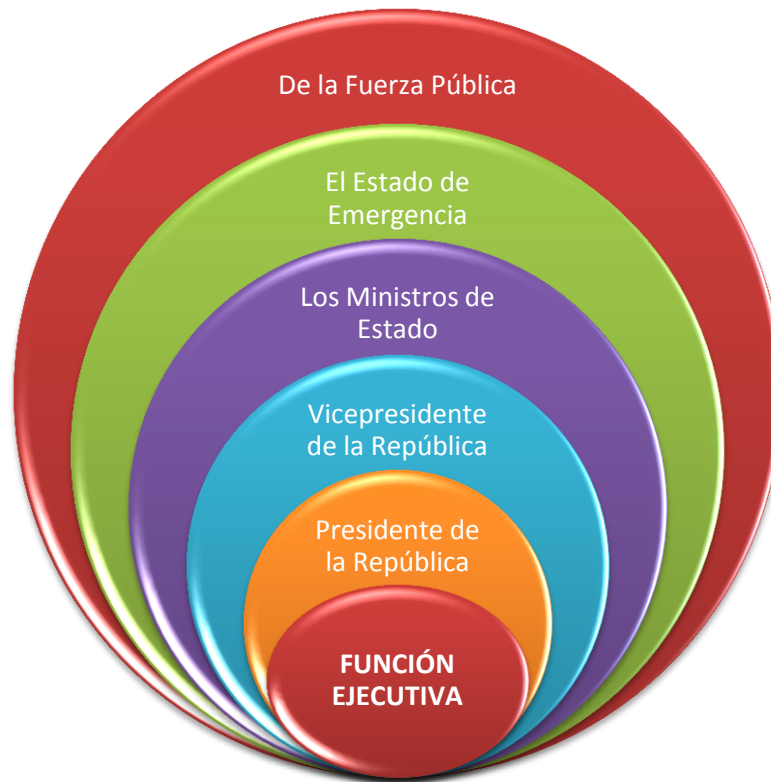 De la Fuerza Pública
El Estado de
Emergencia
Los Ministros de
Estado
Vicepresidente
de la República
Presidente de
la República
FUNCIÓN
EJECUTIVA